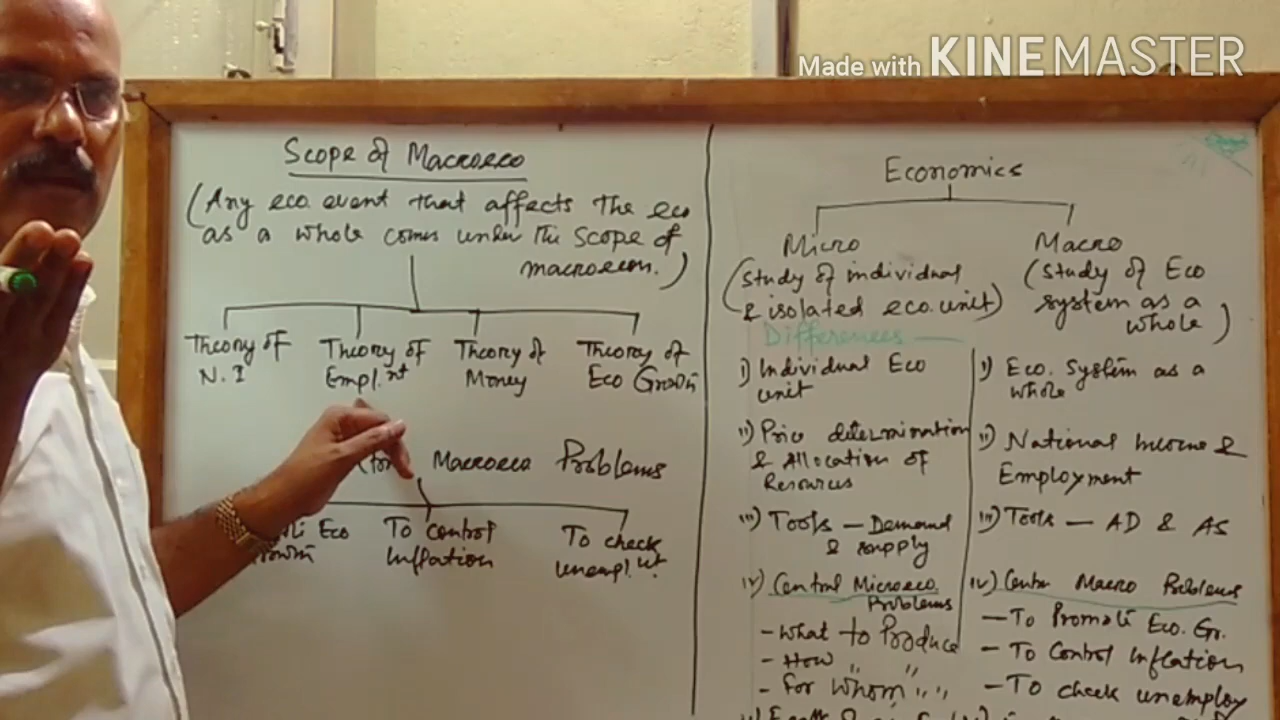 Made with KINEMASTER
Scope of Macroeco
(Any eco. event that affects the eco
as a whole comes under the scope of
macroecon.)
Theory of
N.I
Theory of
Empl.nt
Theory of
Money
Theory of
Eco Growth
Macroeco Problems
Eco
To control
Inflation
To check
unempl.nt.
Economics
Micro
(Study of individual
& isolated eco. unit)
Macro
(Study of Eco
system as a
whole)
Differences
i) Individual Eco
unit
ii) Price determination
& Allocation of
Resources
iii) Tools - Demand
& supply
iv) Central Microeco
Problems
- What to Produce
- How " "
- For Whom " "
i) Eco. System as a
whole
ii) National Income &
Employment
iii) Tools - AD & AS
iv) Centr Macro Problems
- To Promote Eco. Gr.
- To Control Inflation
- To check unemploy